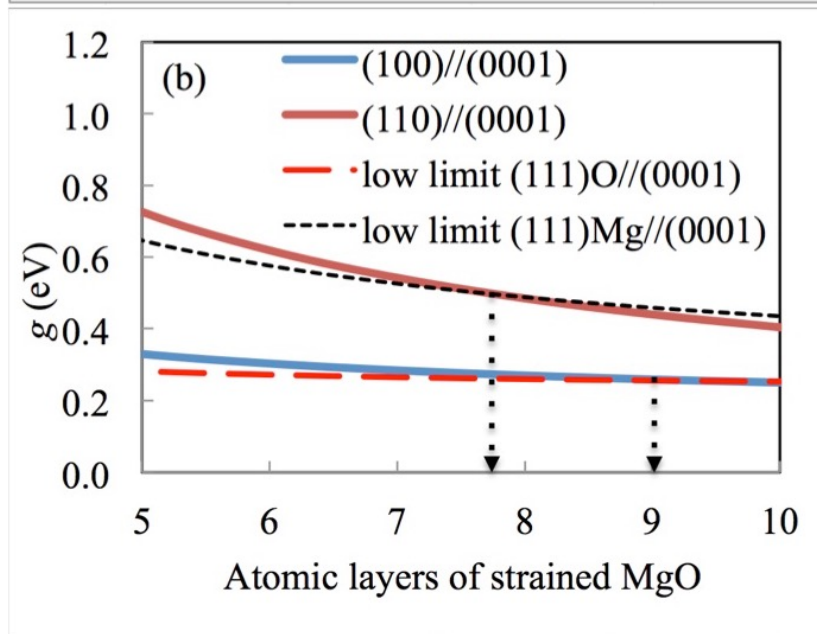 1.2
(b)
(100)//(0001)
1.0
(110)//(0001)
0.8
low limit (111)O//(0001)
low limit (111)Mg//(0001)
0.6
g (eV)
0.4
0.2
0.0
5 6 7 8 9 10
Atomic layers of strained MgO